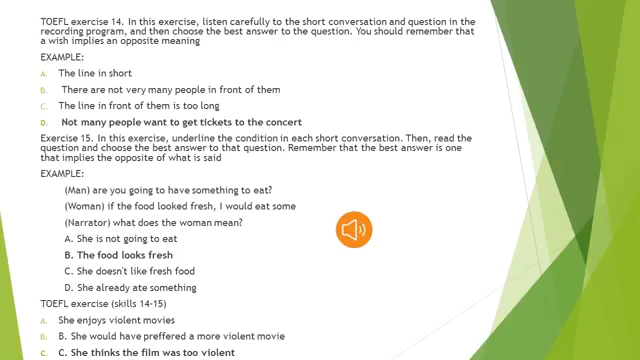 TOEFL exercise 14. In this exercise, listen carefully to the short conversation and question in the
recording program, and then choose the best answer to the question. You should remember that
a wish implies an opposite meaning
EXAMPLE:
A. The line in short
B. There are not very many people in front of them
C. The line in front of them is too long
D. Not many people want to get tickets to the concert
Exercise 15. In this exercise, underline the condition in each short conversation. Then, read the
question and choose the best answer to that question. Remember that the best answer is one
that implies the opposite of what is said
EXAMPLE:
(Man) are you going to have something to eat?
(Woman) if the food looked fresh, I would eat some
(Narrator) what does the woman mean?
A. She is not going to eat
B. The food looks fresh
C. She doesn't like fresh food
D. She already ate something
TOEFL exercise (skills 14-15)
A. She enjoys violent movies
B. B. She would have preffered a more violent movie
C. C. She thinks the film was too violent